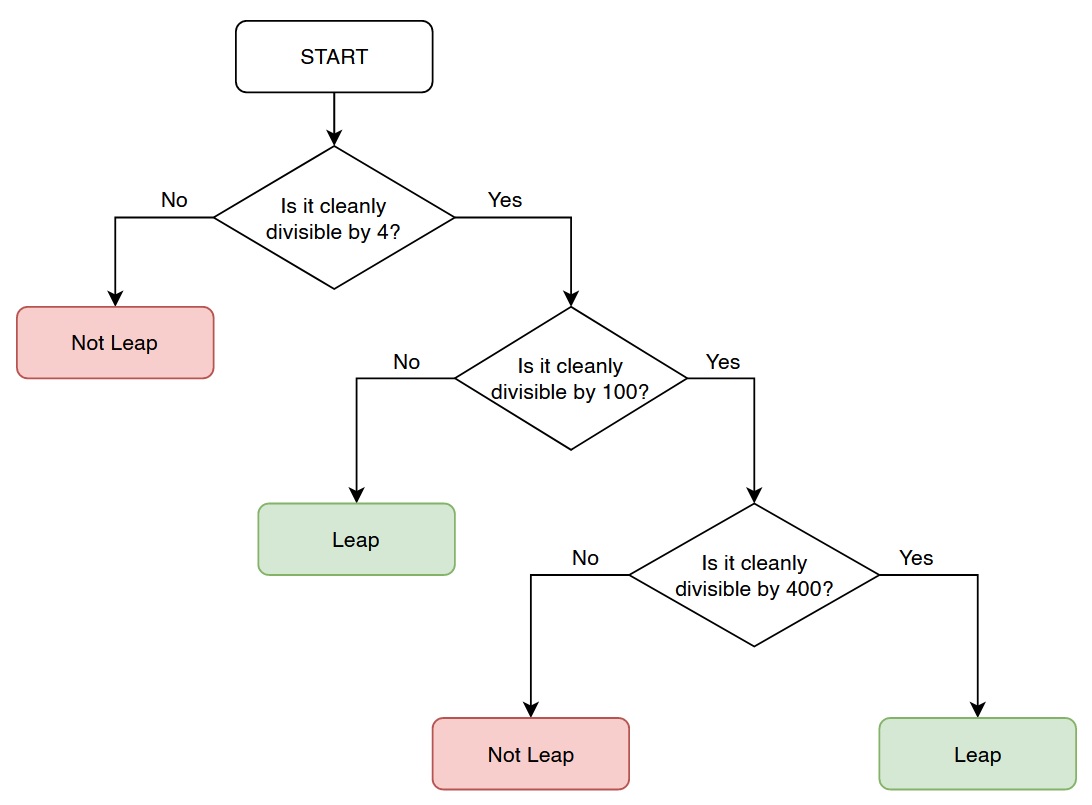 START
No
Yes
Is it cleanly
divisible by 4?
Not Leap
No
Yes
Is it cleanly
divisible by 100?
Leap
No
Yes
Is it cleanly
divisible by 400?
Not Leap
Leap